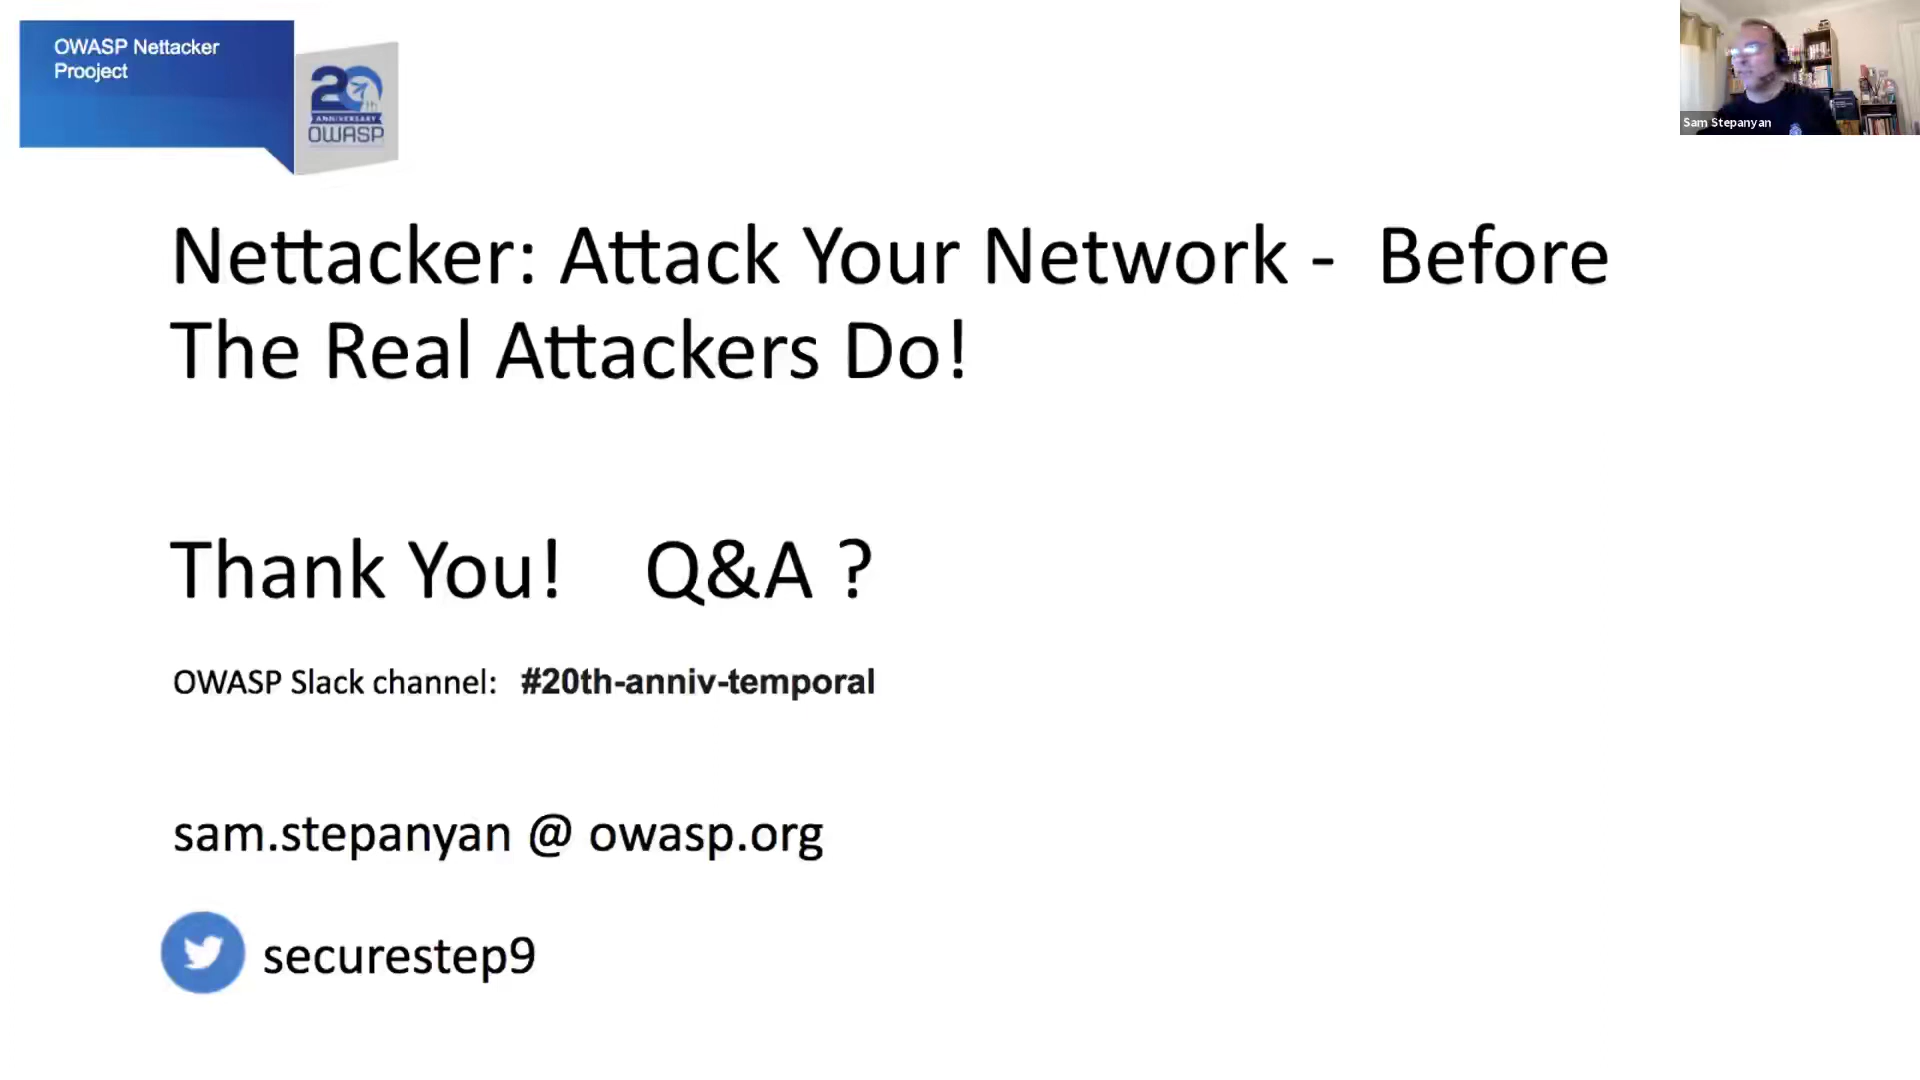 OWASP Nettacker
Prooject
20th
ANNIVERSARY
OWASP
Sam Stepanyan
Nettacker: Attack Your Network - Before
The Real Attackers Do!
Thank You! Q&A ?
OWASP Slack channel: #20th-anniv-temporal
sam.stepanyan @ owasp.org
securestep9